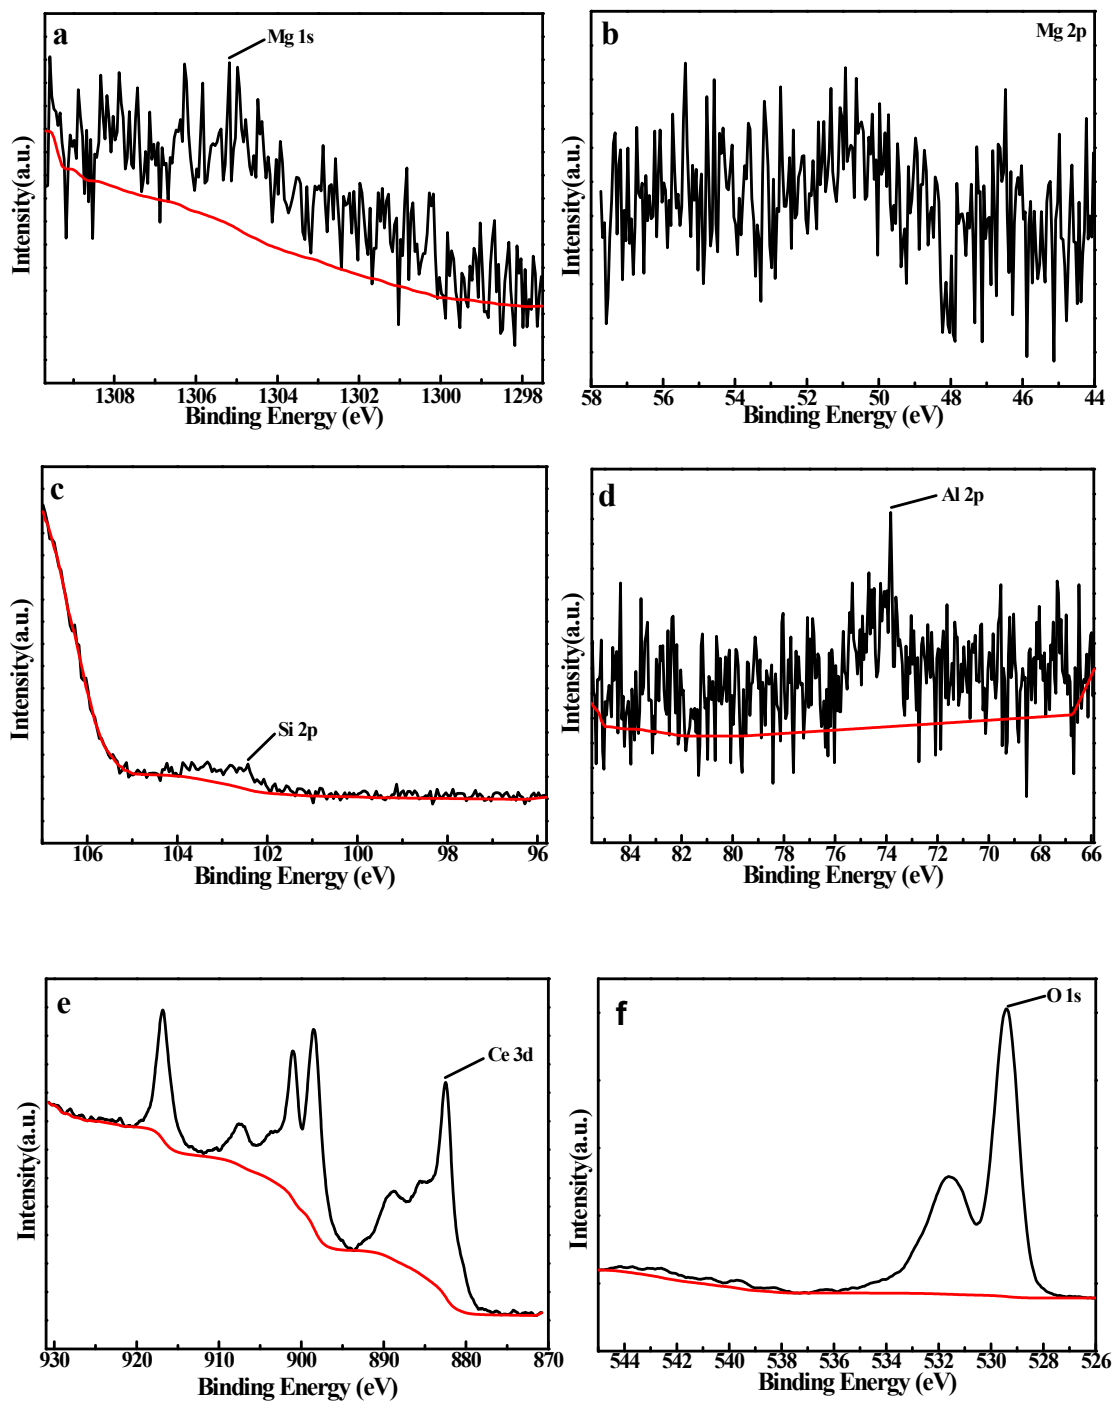 a
Mg 1s
Intensity(a.u.)
1308 1306 1304 1302 1300 1298
Binding Energy (eV)
b
Mg 2p
Intensity(a.u.)
58 56 54 52 50 48 46 44
Binding Energy (eV)
c
Si 2p
Intensity(a.u.)
106 104 102 100 98 96
Binding Energy (eV)
d
Al 2p
Intensity(a.u.)
84 82 80 78 76 74 72 70 68 66
Binding Energy (eV)
e
Ce 3d
Intensity(a.u.)
930 920 910 900 890 880 870
Binding Energy (eV)
f
O 1s
Intensity(a.u.)
544 542 540 538 536 534 532 530 528 526
Binding Energy (eV)